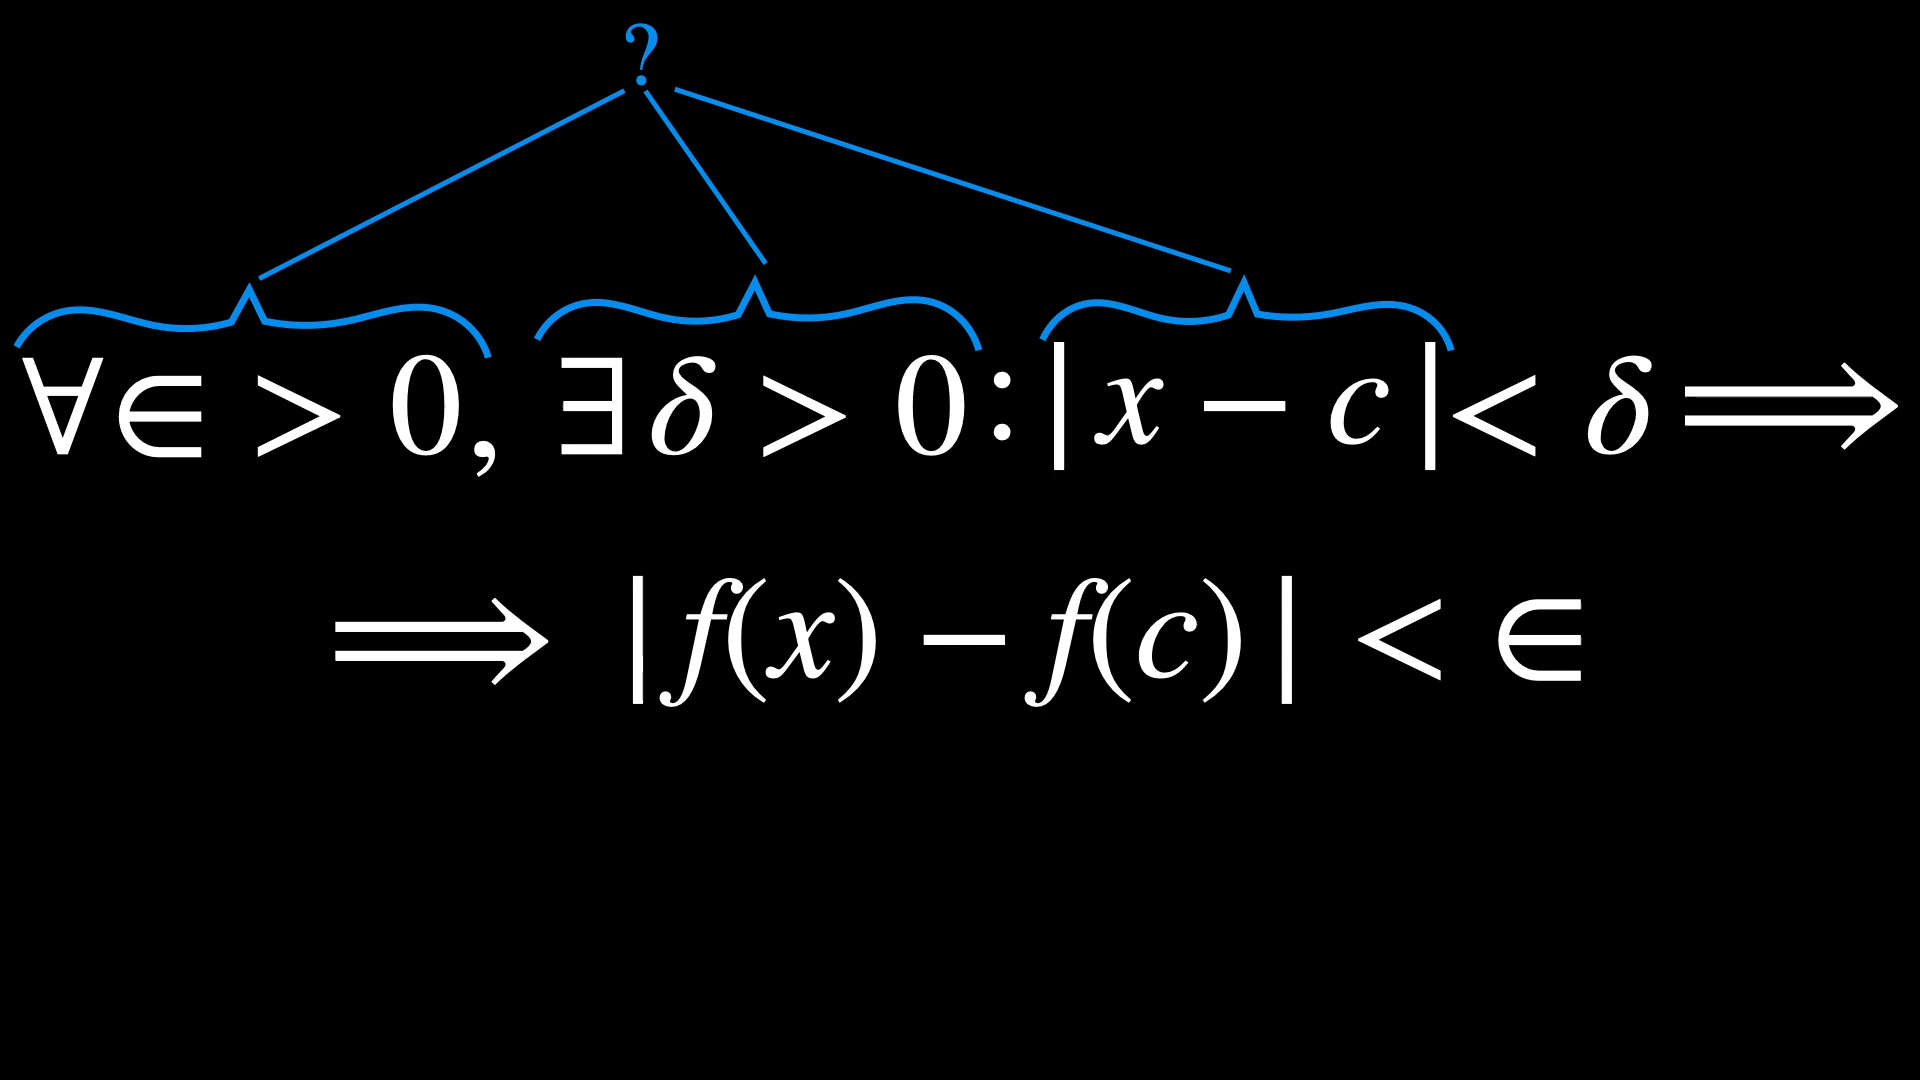 ?
∀∈ > 0, ∃δ > 0: |x − c|< δ ⟹
⟹ |f(x) − f(c)| < ∈